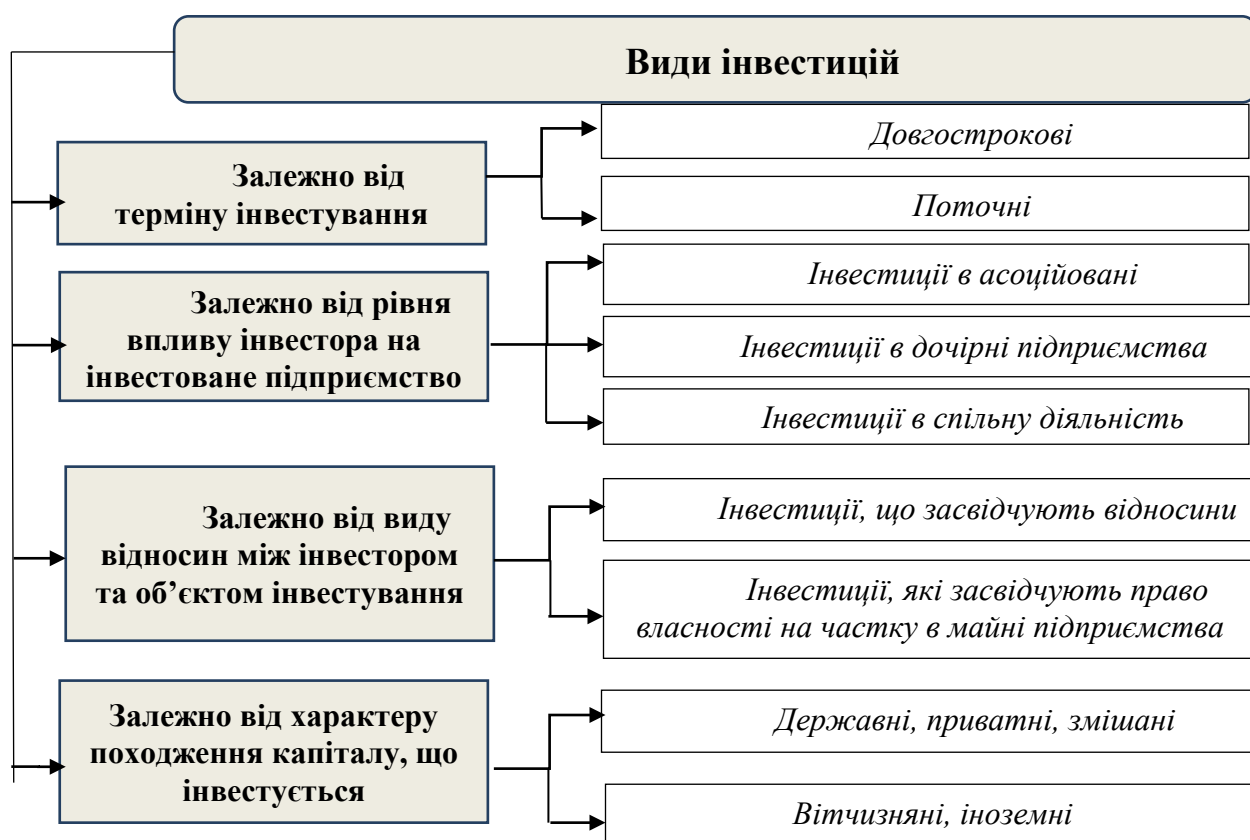 Види інвестицій
Залежно від
терміну інвестування
Довгострокові
Поточні
Залежно від рівня
впливу інвестора на
інвестоване підприємство
Інвестиції в асоційовані
Інвестиції в дочірні підприємства
Інвестиції в спільну діяльність
Залежно від виду
відносин між інвестором
та об’єктом інвестування
Інвестиції, що засвідчують відносини
Інвестиції, які засвідчують право
власності на частку в майні підприємства
Залежно від характеру
походження капіталу, що
інвестується
Державні, приватні, змішані
Вітчизняні, іноземні